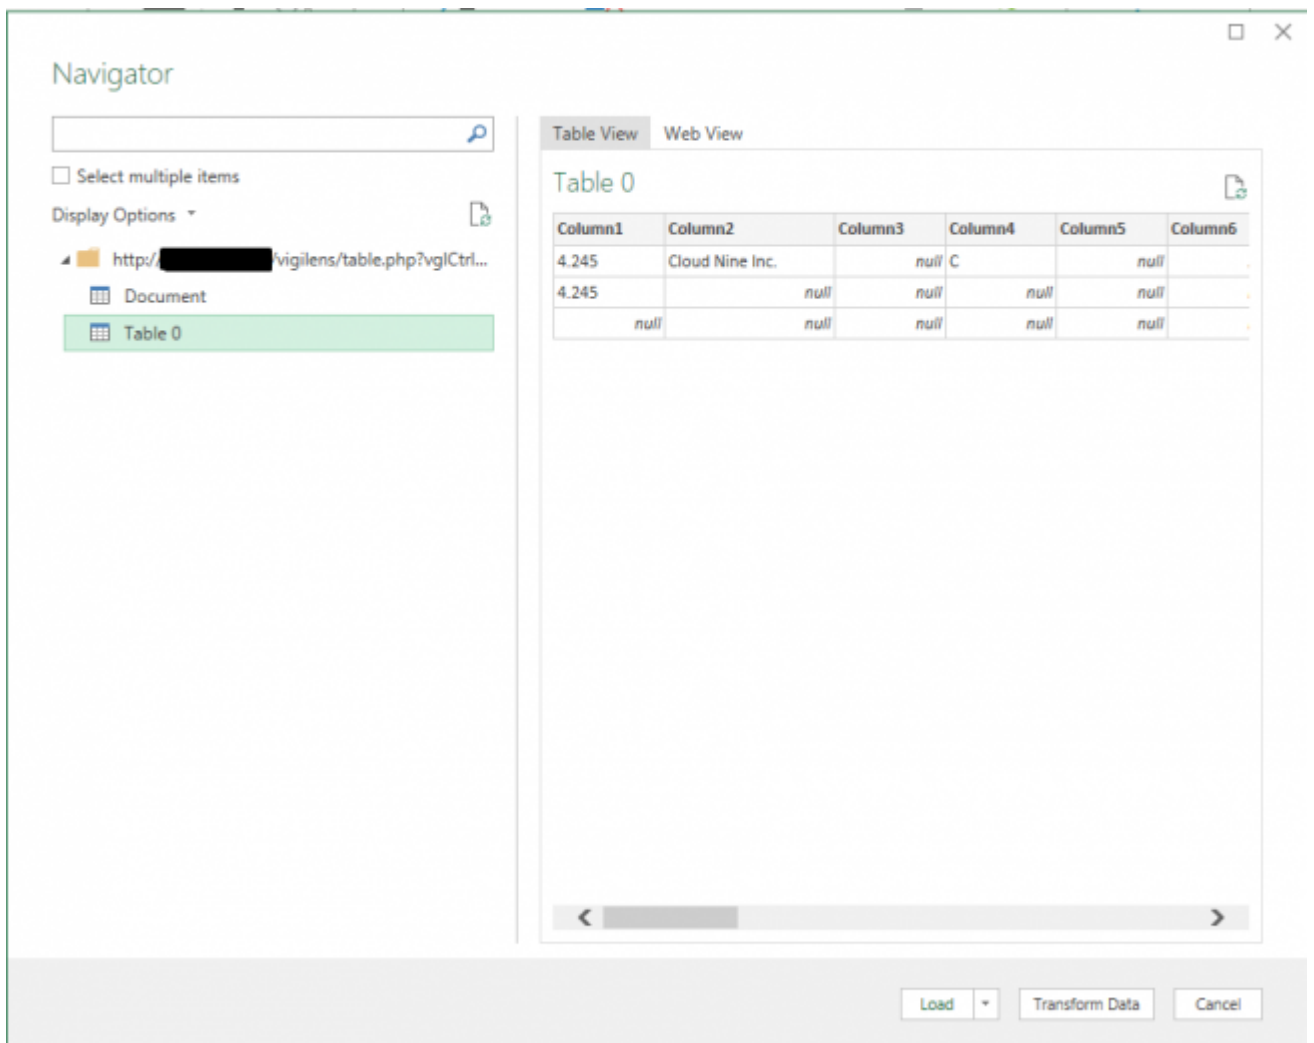 Navigator
Select multiple items
Display Options
http:/ /vigilens/table.php?vglCtrl...
Document
Table 0
Table View Web View
Table 0
Column1 Column2 Column3 Column4 Column5 Column6
4.245 Cloud Nine Inc. null C null
4.245 null null null null
null null null null null
Load Transform Data Cancel